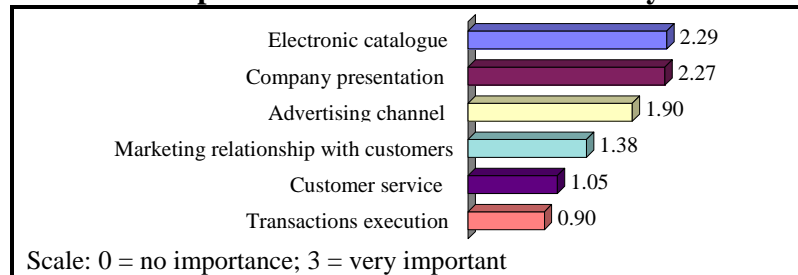 Electronic catalogue 2.29
Company presentation 2.27
Advertising channel 1.90
Marketing relationship with customers 1.38
Customer service 1.05
Transactions execution 0.90
Scale: 0 = no importance; 3 = very important